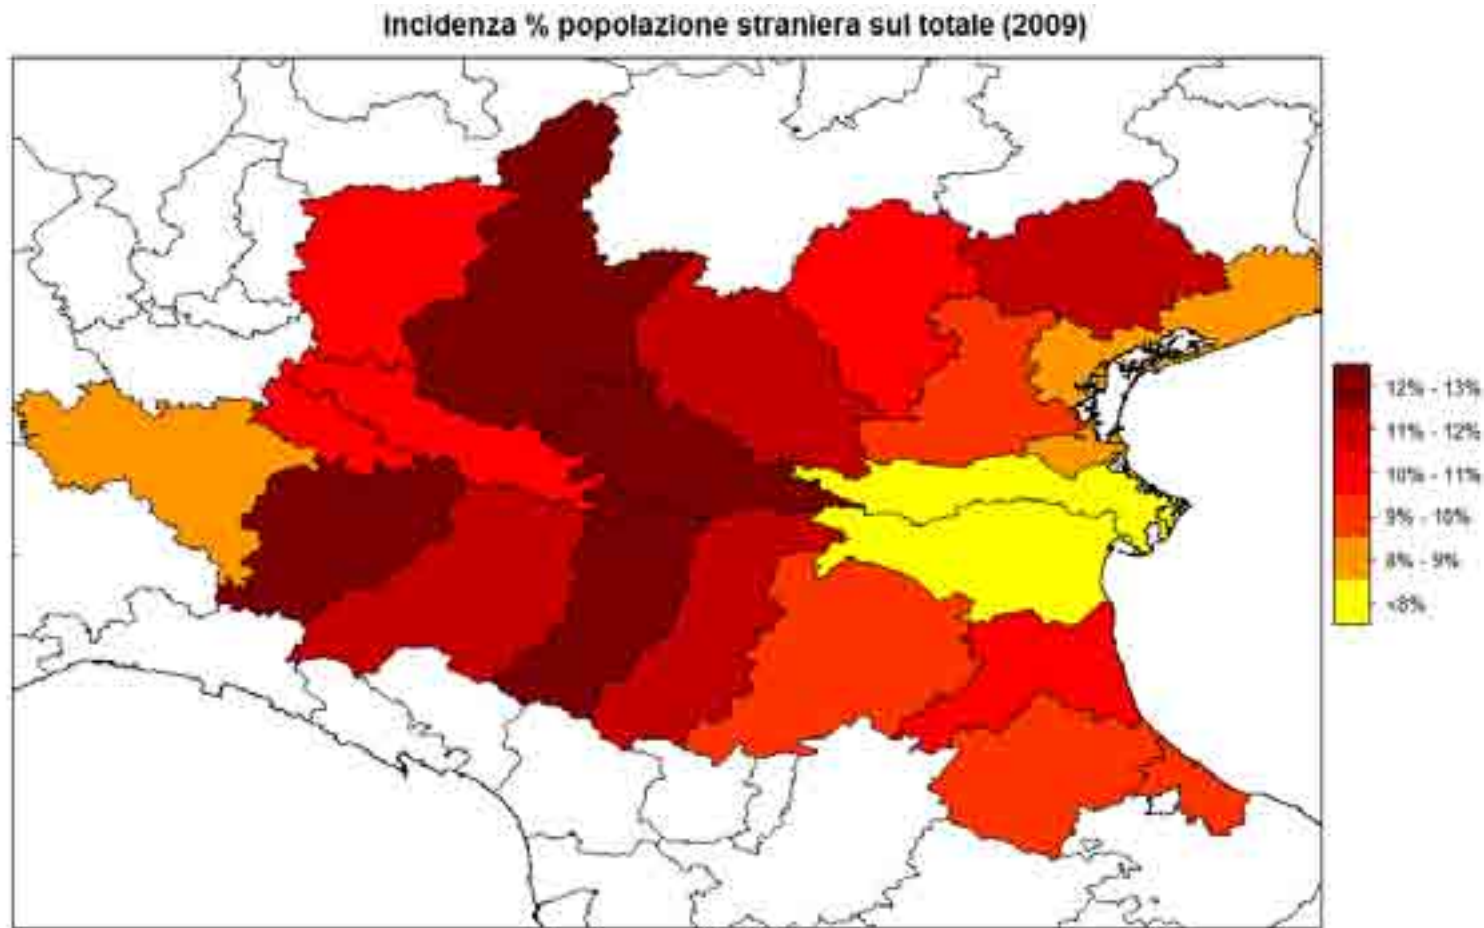 Incidenza % popolazione straniera sul totale (2009)
12% - 13%
11% - 12%
10% - 11%
9% - 10%
8% - 9%
<8%